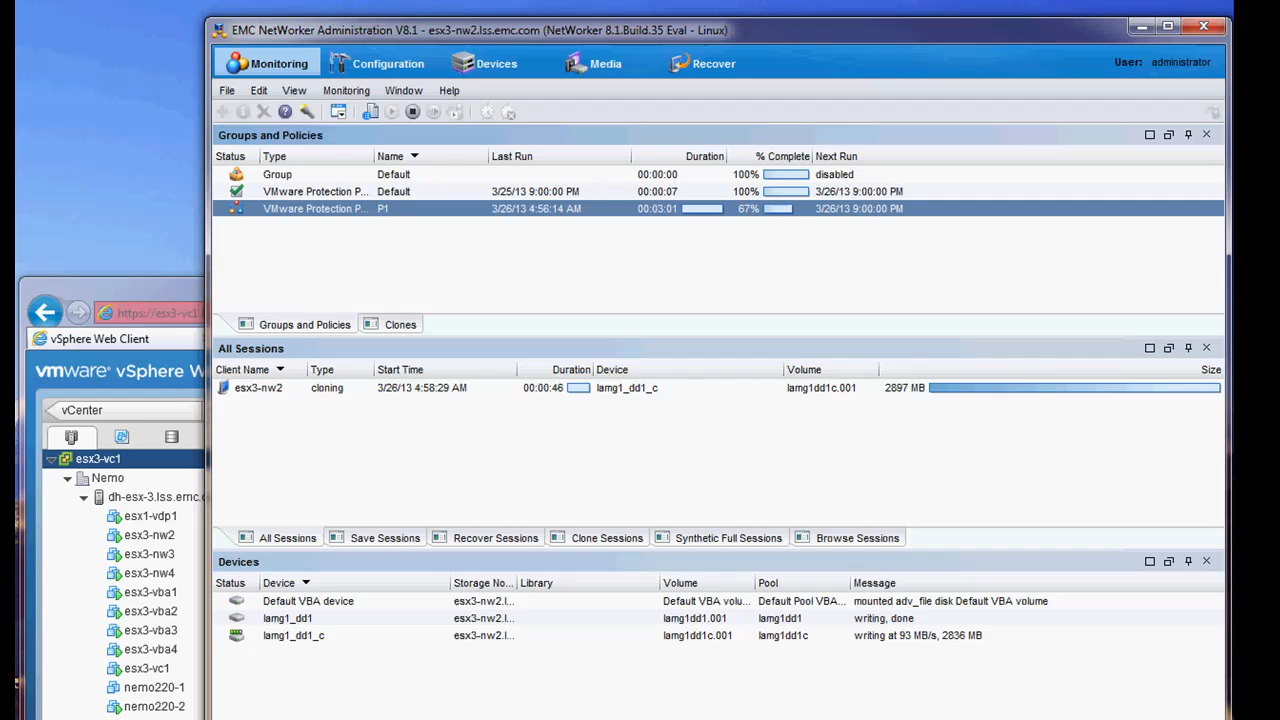 EMC NetWorker Administration V8.1 - esx3-nw2.lss.emc.com (NetWorker 8.1.Build.35 Eval - Linux)
Monitoring Configuration Devices Media Recover User: administrator
File Edit View Monitoring Window Help
Groups and Policies
Status Type Name Last Run Duration % Complete Next Run
Group Default 00:00:00 100% disabled
VMware Protection P... Default 3/25/13 9:00:00 PM 00:00:07 100% 3/26/13 9:00:00 PM
VMware Protection P... P1 3/26/13 4:56:14 AM 00:03:01 67% 3/26/13 9:00:00 PM
Groups and Policies Clones
All Sessions
Client Name Type Start Time Duration Device Volume Size
esx3-nw2 cloning 3/26/13 4:58:29 AM 00:00:46 lamg1_dd1_c lamg1dd1c.001 2897 MB
All Sessions Save Sessions Recover Sessions Clone Sessions Synthetic Full Sessions Browse Sessions
Devices
Status Device Storage No... Library Volume Pool Message
Default VBA device esx3-nw2.l... Default VBA volu... Default Pool VBA... mounted adv_file disk Default VBA volume
lamg1_dd1 esx3-nw2.l... lamg1dd1.001 lamg1dd1 writing, done
lamg1_dd1_c esx3-nw2.l... lamg1dd1c.001 lamg1dd1c writing at 93 MB/s, 2836 MB
https://esx3-vc1
vSphere Web Client
vmware vSphere Web
vCenter
esx3-vc1
Nemo
dh-esx-3.lss.emc.
esx1-vdp1
esx3-nw2
esx3-nw3
esx3-nw4
esx3-vba1
esx3-vba2
esx3-vba3
esx3-vba4
esx3-vc1
nemo220-1
nemo220-2